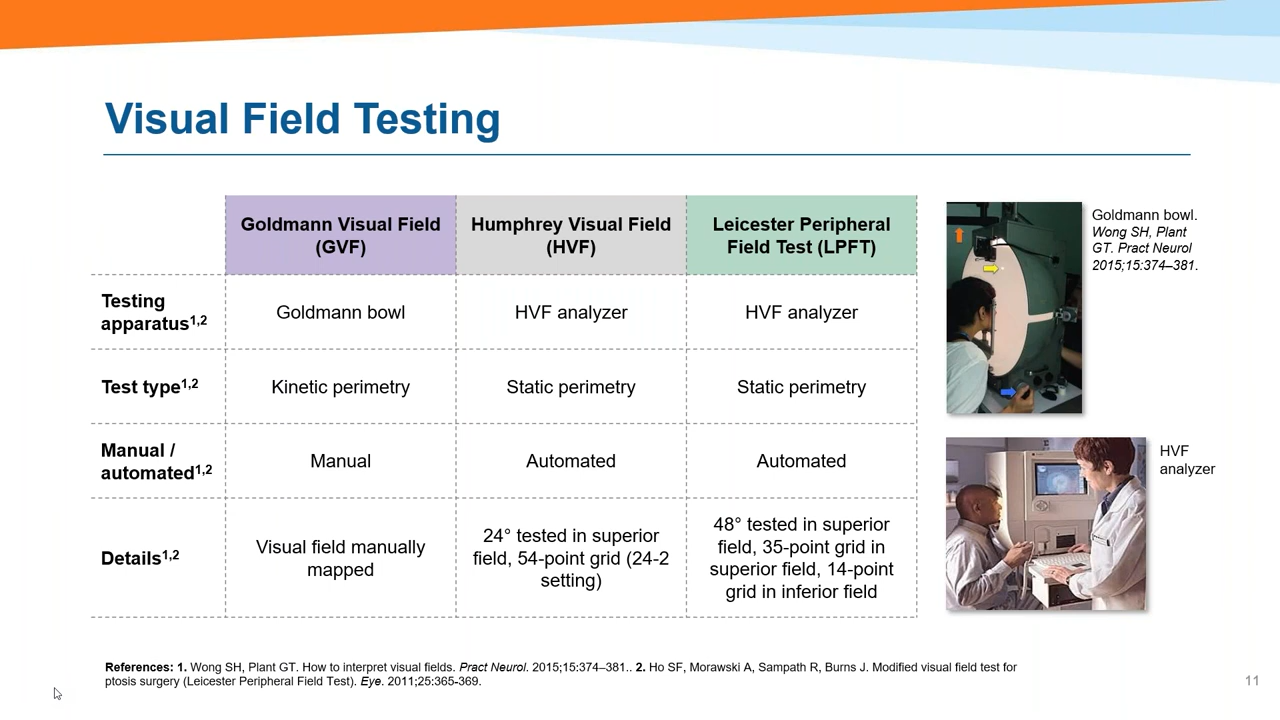 Visual Field Testing
Goldmann Visual Field
(GVF)
Humphrey Visual Field
(HVF)
Leicester Peripheral
Field Test (LPFT)
Testing
apparatus1,2
Goldmann bowl
HVF analyzer
HVF analyzer
Test type1,2
Kinetic perimetry
Static perimetry
Static perimetry
Manual /
automated1,2
Manual
Automated
Automated
Details1,2
Visual field manually
mapped
24° tested in superior
field, 54-point grid (24-2
setting)
48° tested in superior
field, 35-point grid in
superior field, 14-point
grid in inferior field
Goldmann bowl.
Wong SH, Plant
GT. Pract Neurol
2015;15:374–381.
HVF
analyzer
References: 1. Wong SH, Plant GT. How to interpret visual fields. Pract Neurol. 2015;15:374–381.. 2. Ho SF, Morawski A, Sampath R, Burns J. Modified visual field test for
ptosis surgery (Leicester Peripheral Field Test). Eye. 2011;25:365-369.
11